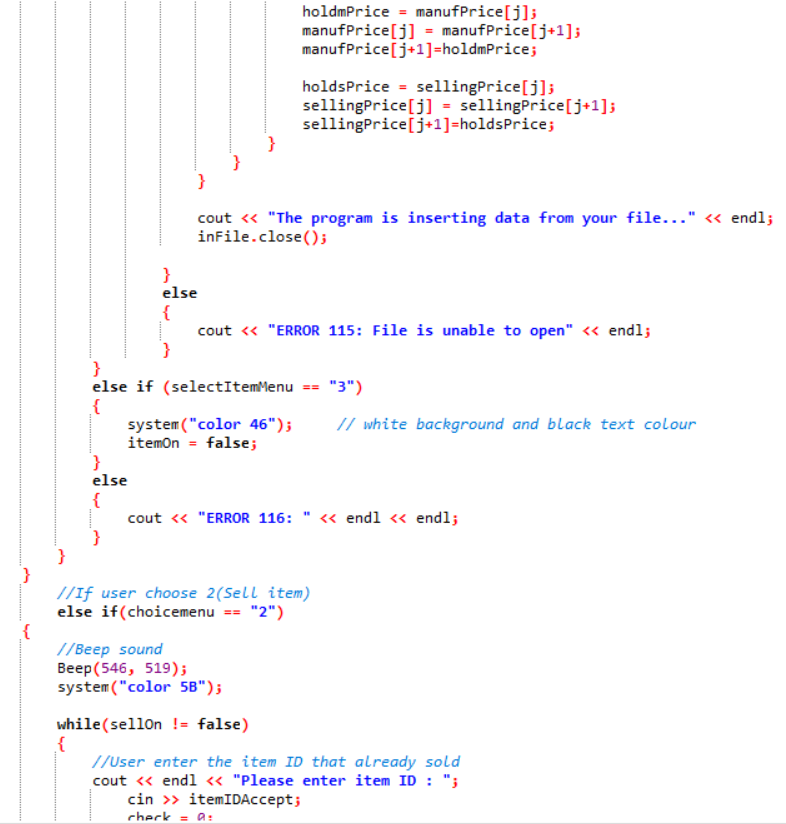 holdmPrice = manufPrice[j];
manufPrice[j] = manufPrice[j+1];
manufPrice[j+1]=holdmPrice;
holdsPrice = sellingPrice[j];
sellingPrice[j] = sellingPrice[j+1];
sellingPrice[j+1]=holdsPrice;
}
}
}
cout << "The program is inserting data from your file..." << endl;
inFile.close();
}
else
{
cout << "ERROR 115: File is unable to open" << endl;
}
}
else if (selectItemMenu == "3")
{
system("color 46");     // white background and black text colour
itemOn = false;
}
else
{
cout << "ERROR 116: " << endl << endl;
}
}
}
//If user choose 2(Sell item)
else if(choicemenu == "2")
{
//Beep sound
Beep(546, 519);
system("color 5B");
while(sellOn != false)
{
//User enter the item ID that already sold
cout << endl << "Please enter item ID : ";
cin >> itemIDAccept;
check = 0;